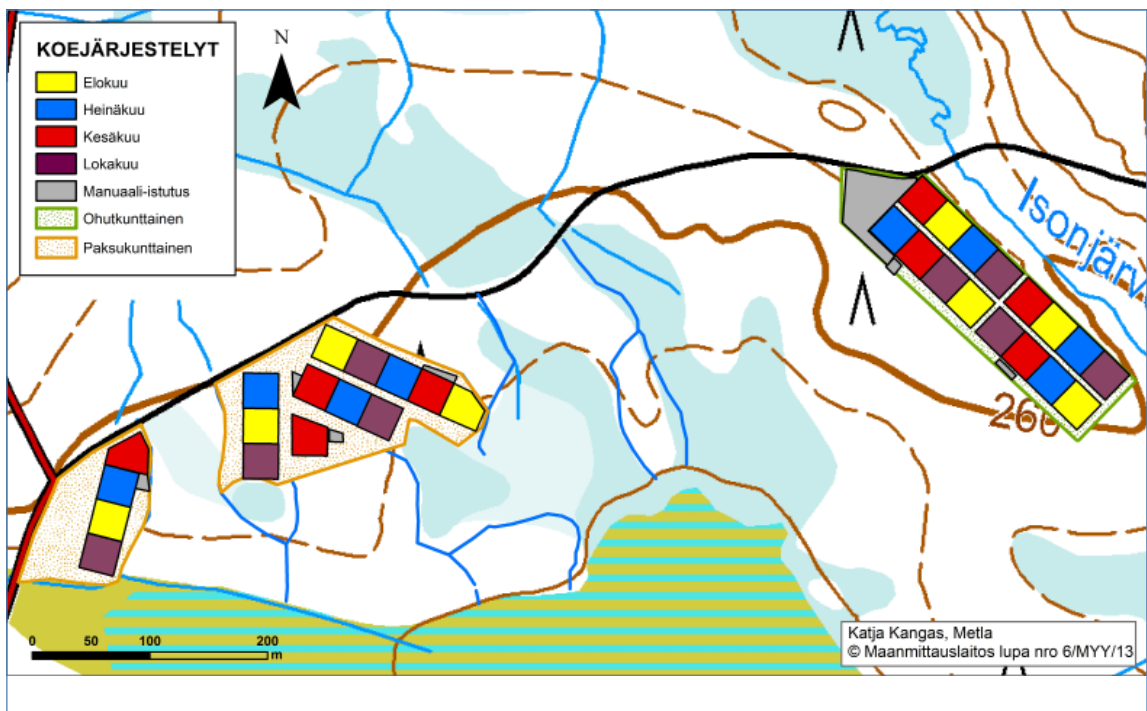 KOEJÄRJESTELYT
Elokuu
Heinäkuu
Kesäkuu
Lokakuu
Manuaali-istutus
Ohutkunttainen
Paksukunttainen
N
Isonjärv
260
0 50 100 200
m
Katja Kangas, Metla
© Maanmittauslaitos lupa nro 6/MYY/13